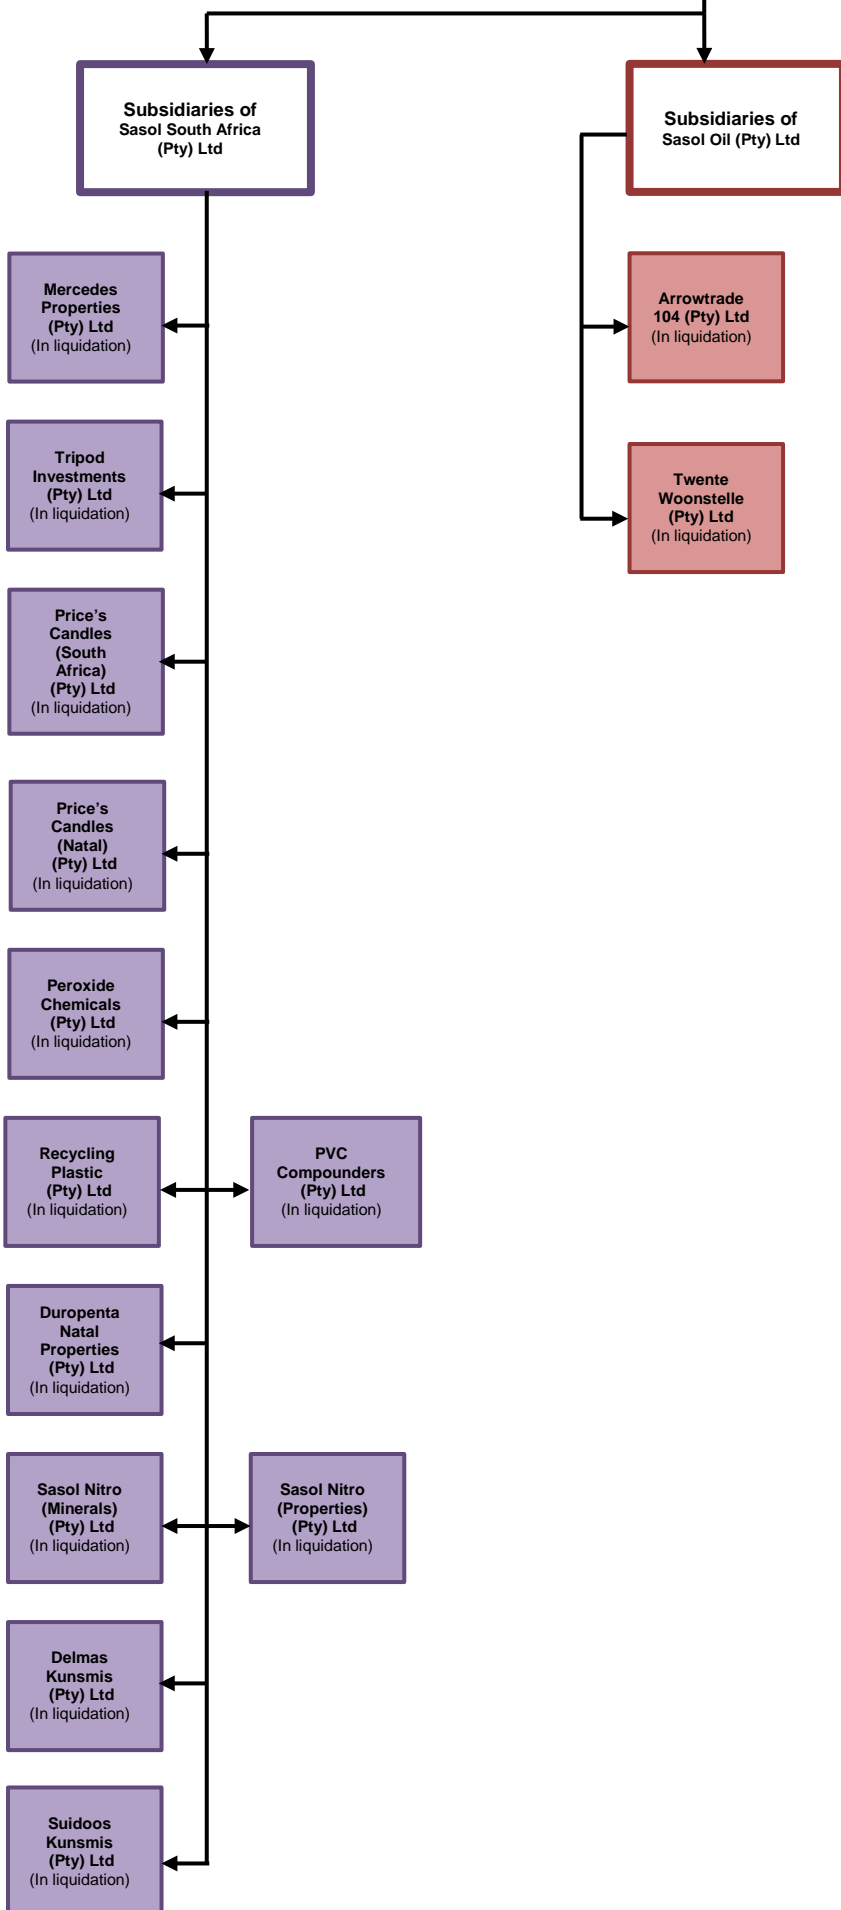 Subsidiaries of
Sasol South Africa
(Pty) Ltd
Subsidiaries of
Sasol Oil (Pty) Ltd
Mercedes
Properties
(Pty) Ltd
(In liquidation)
Arrowtrade
104 (Pty) Ltd
(In liquidation)
Tripod
Investments
(Pty) Ltd
(In liquidation)
Twente
Woonstelle
(Pty) Ltd
(In liquidation)
Price’s
Candles
(South
Africa)
(Pty) Ltd
(In liquidation)
Price’s
Candles
(Natal)
(Pty) Ltd
(In liquidation)
Peroxide
Chemicals
(Pty) Ltd
(In liquidation)
Recycling
Plastic
(Pty) Ltd
(In liquidation)
PVC
Compounders
(Pty) Ltd
(In liquidation)
Duropenta
Natal
Properties
(Pty) Ltd
(In liquidation)
Sasol Nitro
(Minerals)
(Pty) Ltd
(In liquidation)
Sasol Nitro
(Properties)
(Pty) Ltd
(In liquidation)
Delmas
Kunsmis
(Pty) Ltd
(In liquidation)
Suidoos
Kunsmis
(Pty) Ltd
(In liquidation)